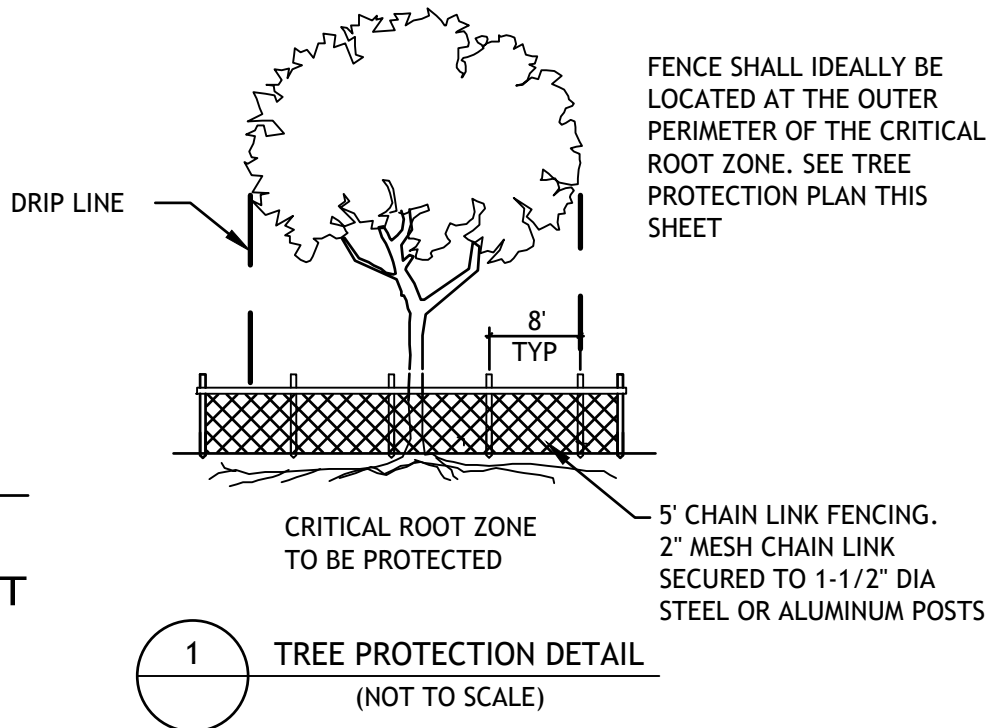 FENCE SHALL IDEALLY BE
LOCATED AT THE OUTER
PERIMETER OF THE CRITICAL
ROOT ZONE. SEE TREE
PROTECTION PLAN THIS
SHEET
DRIP LINE
8'
TYP
5' CHAIN LINK FENCING.
2" MESH CHAIN LINK
SECURED TO 1-1/2" DIA
STEEL OR ALUMINUM POSTS
CRITICAL ROOT ZONE
TO BE PROTECTED
T
1
TREE PROTECTION DETAIL
(NOT TO SCALE)